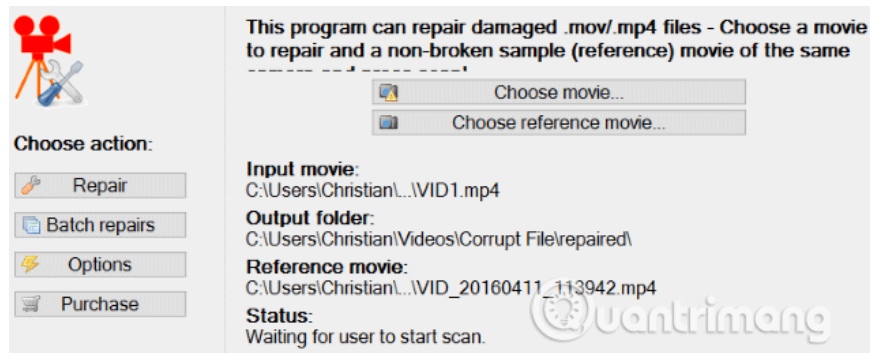 This program can repair damaged .mov/.mp4 files - Choose a movie
to repair and a non-broken sample (reference) movie of the same
Choose movie...
Choose reference movie...
Choose action:
Repair
Batch repairs
Options
Purchase
Input movie:
C:\Users\Christian\...\VID1.mp4
Output folder:
C:\Users\Christian\Videos\Corrupt File\repaired\
Reference movie:
C:\Users\Christian\...\VID_20160411_113942.mp4
Status:
Waiting for user to start scan.
Quantrimang